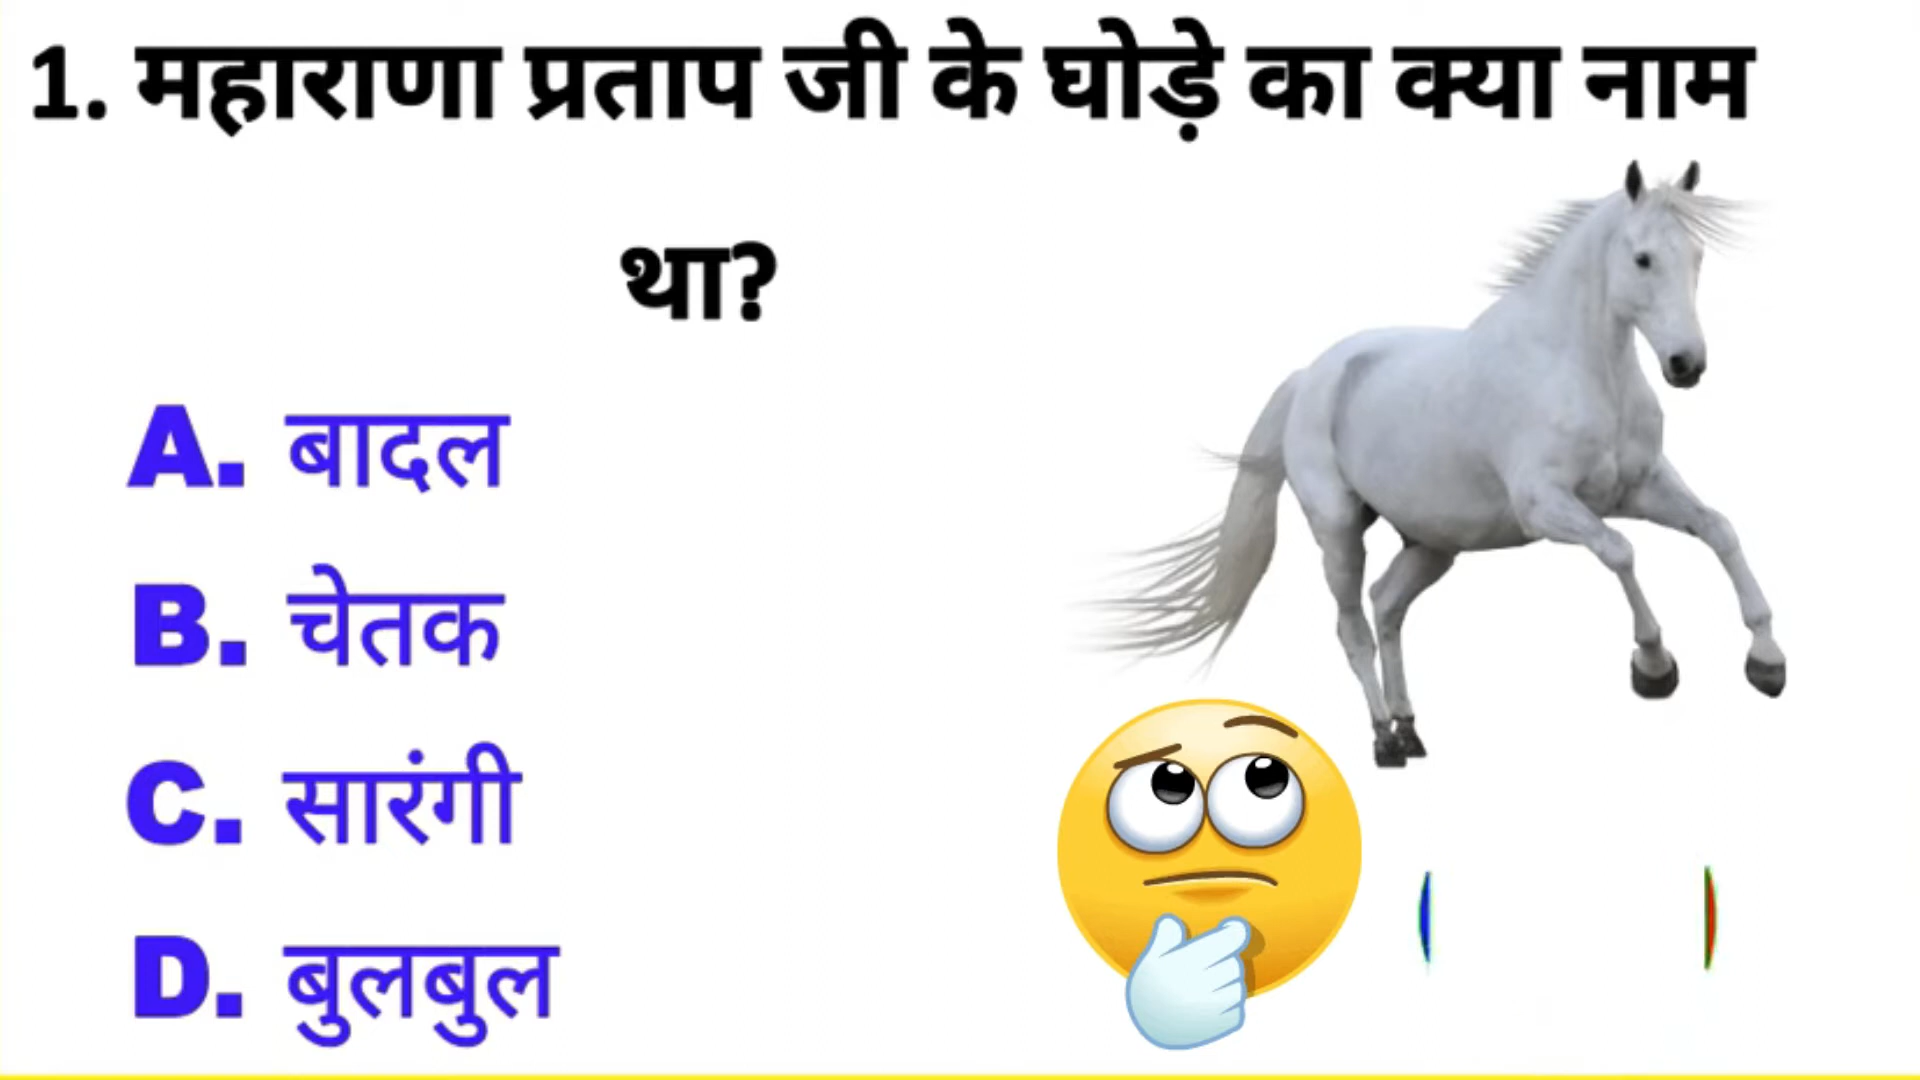 1. महाराणा प्रताप जी के घोड़े का क्या नाम
था?
A. बादल
B. चेतक
C. सारंगी
D. बुलबुल